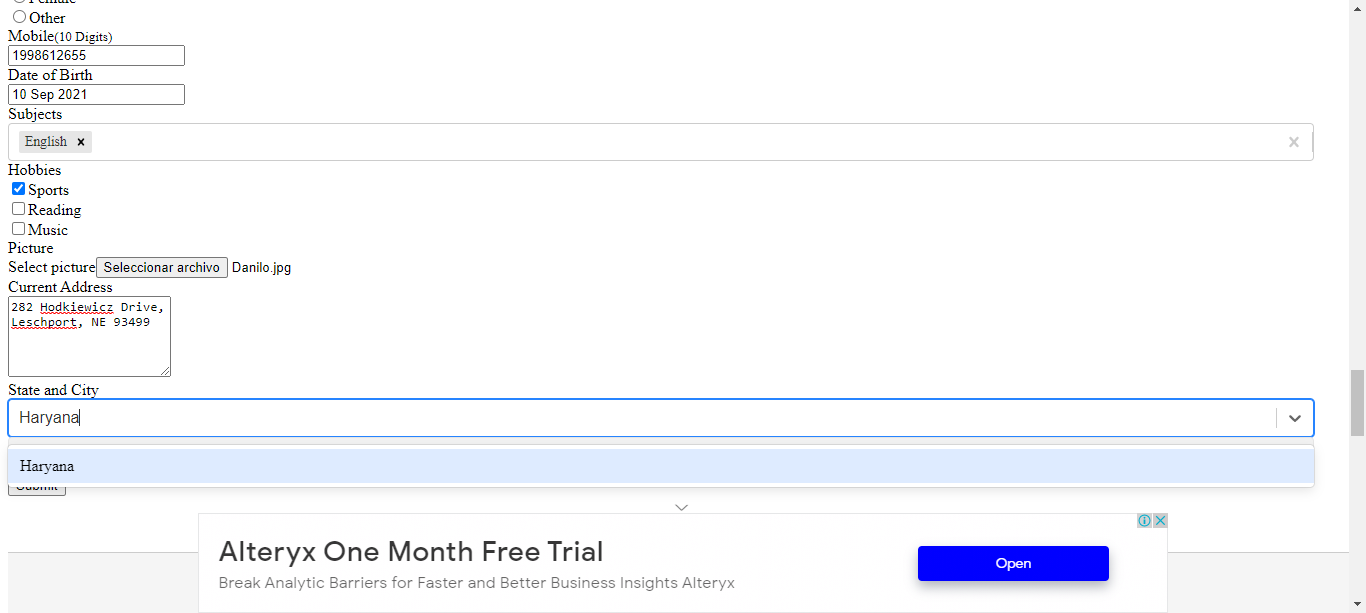 Female
Other
Mobile(10 Digits)
1998612655
Date of Birth
10 Sep 2021
Subjects
English
Hobbies
Sports
Reading
Music
Picture
Select picture Seleccionar archivo Danilo.jpg
Current Address
282 Hodkiewicz Drive,
Leschport, NE 93499
State and City
Haryana
Haryana
Submit
Alteryx One Month Free Trial
Break Analytic Barriers for Faster and Better Business Insights Alteryx
Open